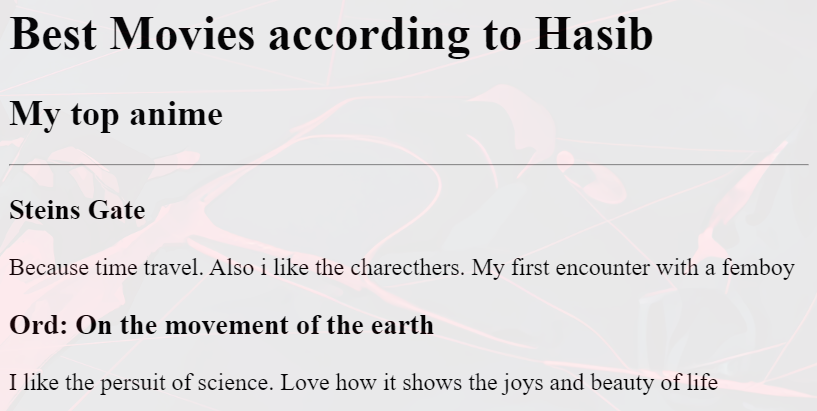 Best Movies according to Hasib
My top anime
Steins Gate
Because time travel. Also i like the charecthers. My first encounter with a femboy
Ord: On the movement of the earth
I like the persuit of science. Love how it shows the joys and beauty of life